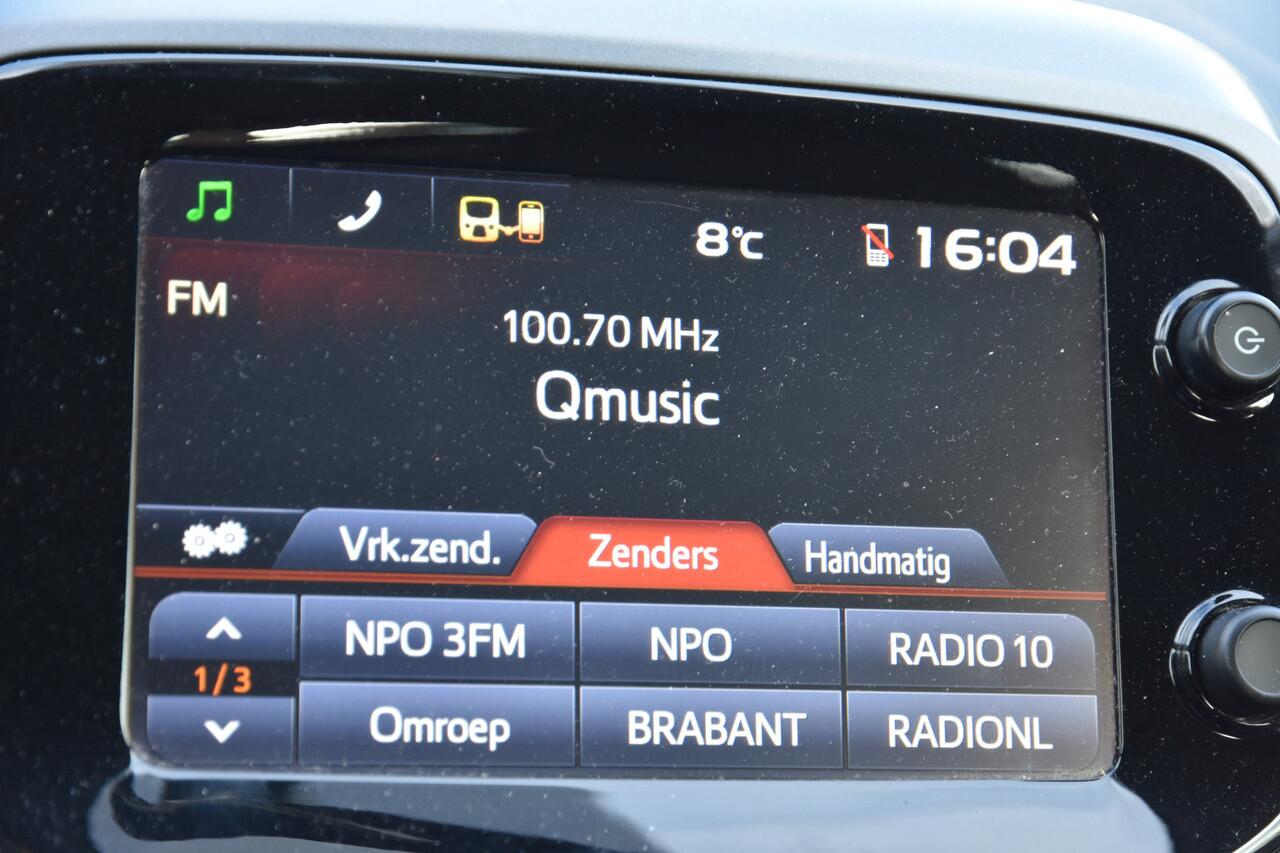 8°C
16:04
FM
100.70 MHz
Qmusic
Vrk.zend.
Zenders
Handmatig
NPO 3FM
NPO
RADIO 10
1/3
Omroep
BRABANT
RADIONL